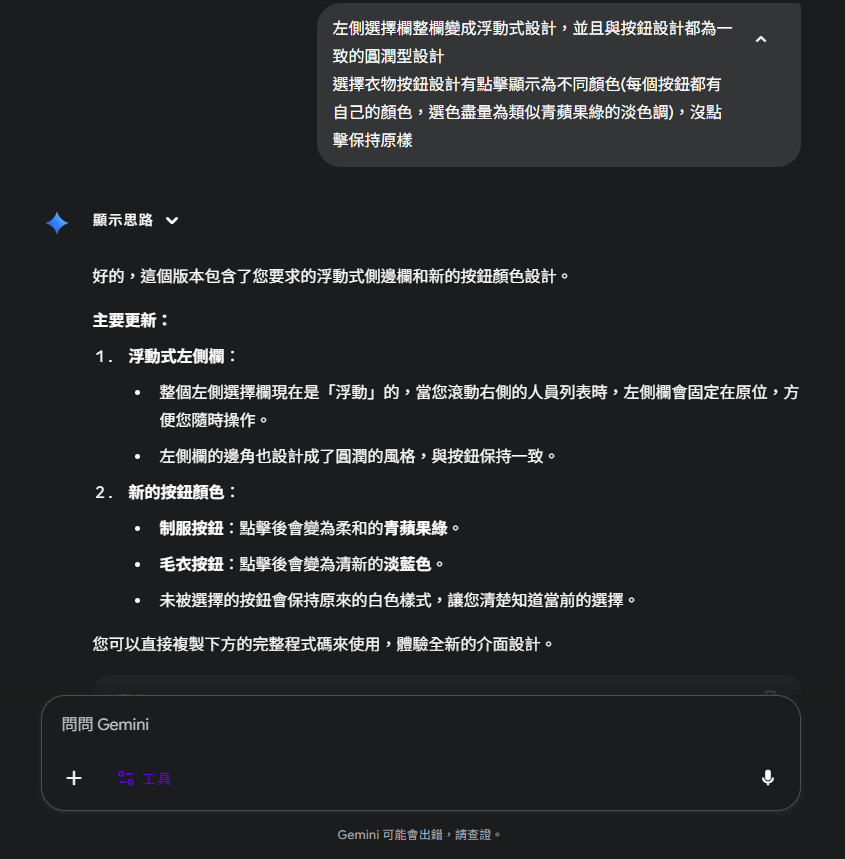 左側選擇欄整欄變成浮動式設計，並且與按鈕設計都為一
致的圓潤型設計
選擇衣物按鈕設計有點擊顯示為不同顏色(每個按鈕都有
自己的顏色，選色盡量為類似青蘋果綠的淡色調)，沒點
擊保持原樣
顯示思路
好的，這個版本包含了您要求的浮動式側邊欄和新的按鈕顏色設計。
主要更新：
1. 浮動式左側欄：
• 整個左側選擇欄現在是「浮動」的，當您滾動右側的人員列表時，左側欄會固定在原位，方
便您隨時操作。
• 左側欄的邊角也設計成了圓潤的風格，與按鈕保持一致。
2. 新的按鈕顏色：
• 制服按鈕：點擊後會變為柔和的青蘋果綠。
• 毛衣按鈕：點擊後會變為清新的淡藍色。
• 未被選擇的按鈕會保持原來的白色樣式，讓您清楚知道當前的選擇。
您可以直接複製下方的完整程式碼來使用，體驗全新的介面設計。
問問 Gemini
工具
Gemini 可能會出錯，請查證。